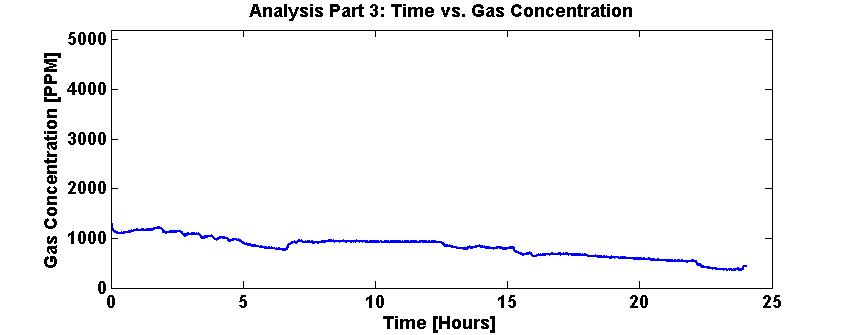 Analysis Part 3: Time vs. Gas Concentration
Gas Concentration [PPM]
5000
4000
3000
2000
1000
0
0 5 10 15 20 25
Time [Hours]